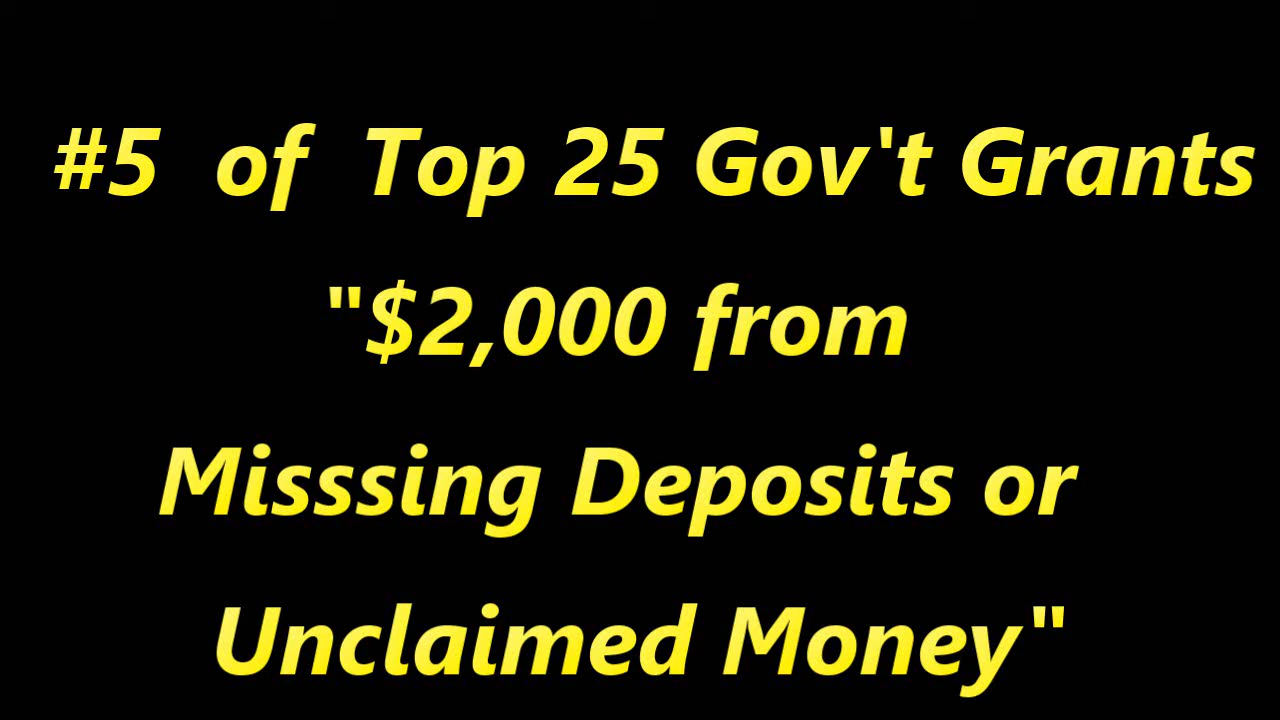 #5 of Top 25 Gov't Grants
"$2,000 from
Misssing Deposits or
Unclaimed Money"